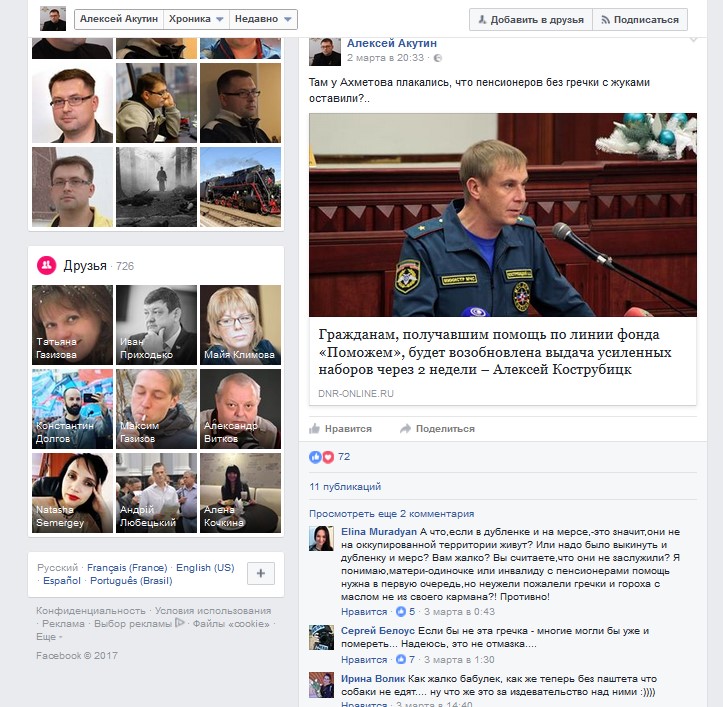 Алексей Акутин
Хроника
Недавно
Добавить в друзья
Подписаться
Друзья · 726
Татьяна
Газизова
Иван
Приходько
Майя Климова
Константин
Долгов
Максим
Газизов
Александр
Витков
Natasha
Semergey
Андрій
Любецький
Алена
Кочкина
Русский · Français (France) · English (US)
· Español · Português (Brasil)
Конфиденциальность · Условия использования
· Реклама · Выбор рекламы · Файлы «cookie» ·
Еще
Facebook © 2017
Алексей Акутин
2 марта в 20:33 ·
Там у Ахметова плакались, что пенсионеров без гречки с жуками
оставили?..
Гражданам, получавшим помощь по линии фонда
«Поможем», будет возобновлена выдача усиленных
наборов через 2 недели – Алексей Кострубицк
DNR-ONLINE.RU
Нравится
Поделиться
72
11 публикаций
Просмотреть еще 2 комментария
Elina Muradyan А что,если в дубленке и на мерсе,-это значит,они не
на оккупированной территории живут? Или надо было выкинуть и
дубленку и мерс? Вам жалко? Вы считаете,что они не заслужили? Я
понимаю,матери-одиночке или инвалиду с пенсионерами помощь
нужна в первую очередь,но неужели пожалели гречки и гороха с
маслом не из своего кармана?! Противно!
Нравится · 5 · 3 марта в 0:43
Сергей Белоус Если бы не эта гречка - многие могли бы уже и
помереть... Надеюсь, это не отмазка....
Нравится · 7 · 3 марта в 1:30
Ирина Волик Как жалко бабулек, как же теперь без паштета что
собаки не едят.... ну что же это за издевательство над ними :))))
Нравится · 3 марта в 14:40